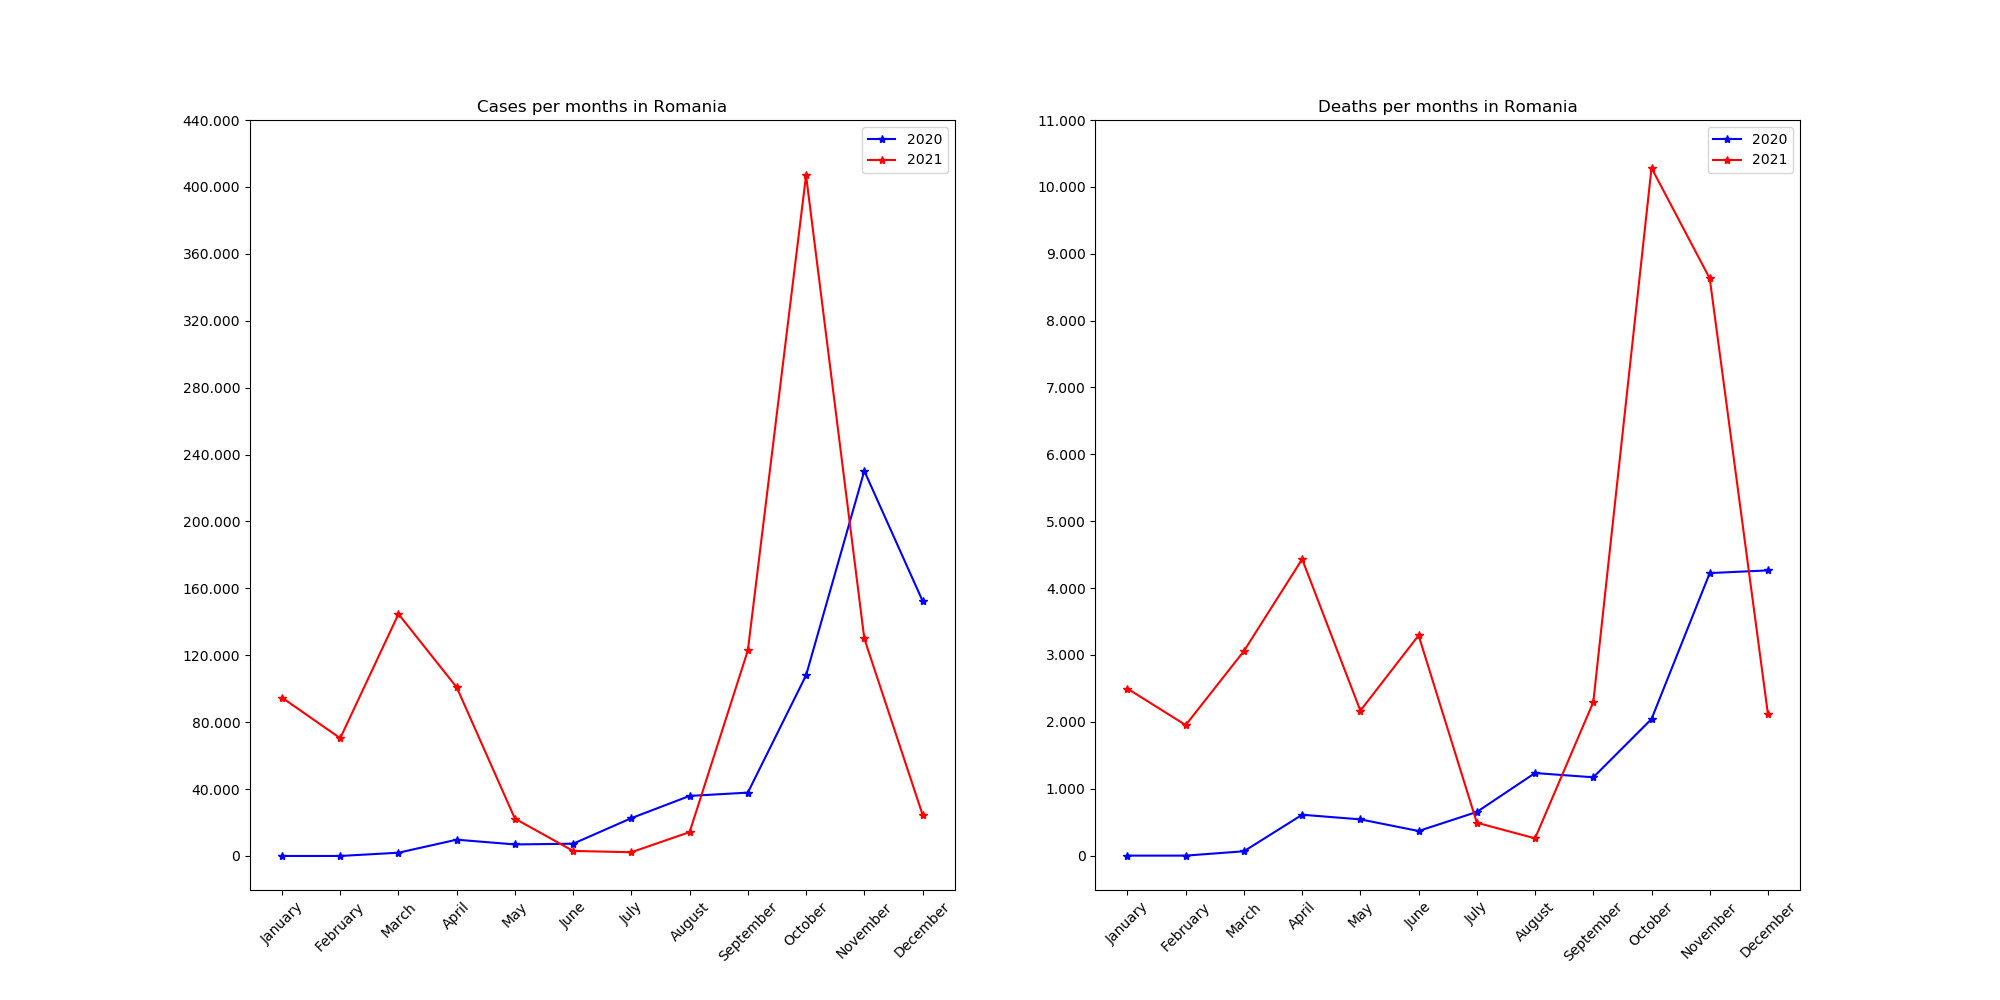 Cases per months in Romania
440.000
400.000
360.000
320.000
280.000
240.000
200.000
160.000
120.000
80.000
40.000
0
2020
2021
January
February
March
April
May
June
July
August
September
October
November
December
Deaths per months in Romania
11.000
10.000
9.000
8.000
7.000
6.000
5.000
4.000
3.000
2.000
1.000
0
2020
2021
January
February
March
April
May
June
July
August
September
October
November
December